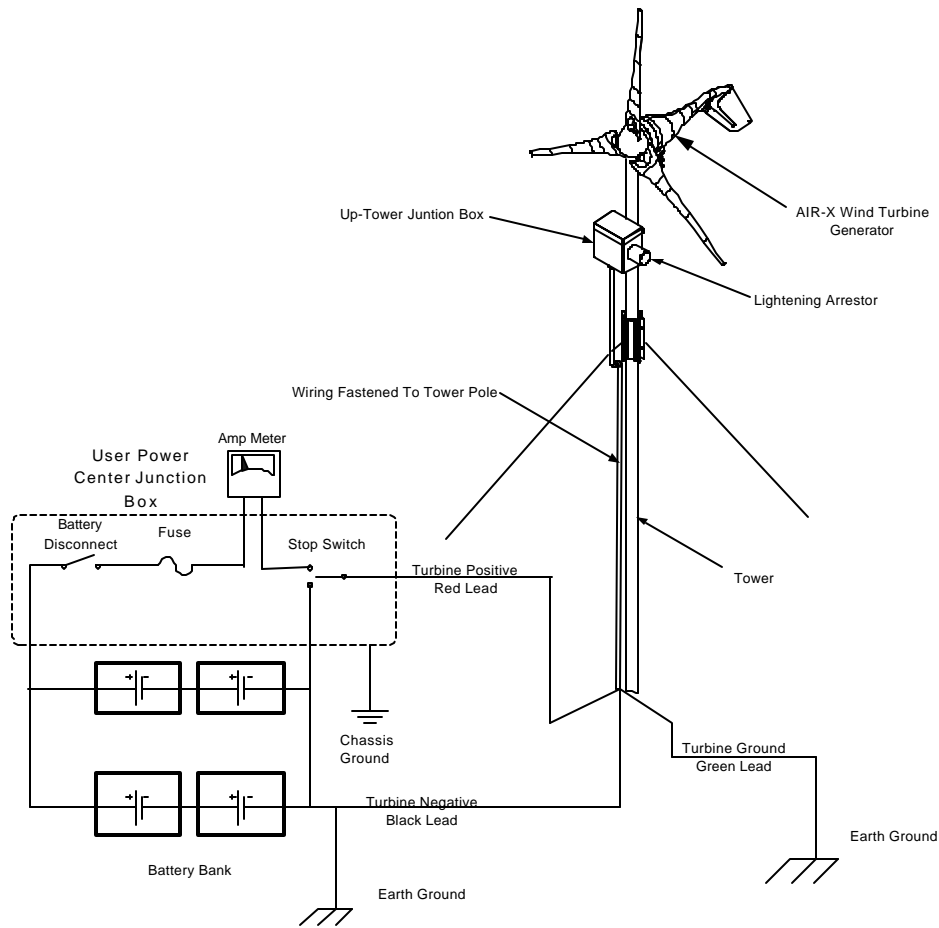 AIR-X Wind Turbine
Generator
Up-Tower Juntion Box
Lightening Arrestor
Wiring Fastened To Tower Pole
Amp Meter
User Power
Center Junction
Box
Battery
Disconnect
Fuse
Stop Switch
Turbine Positive
Red Lead
Tower
+ -
+ -
Chassis
Ground
Turbine Ground
Green Lead
+ -
+ -
Turbine Negative
Black Lead
Earth Ground
Battery Bank
Earth Ground